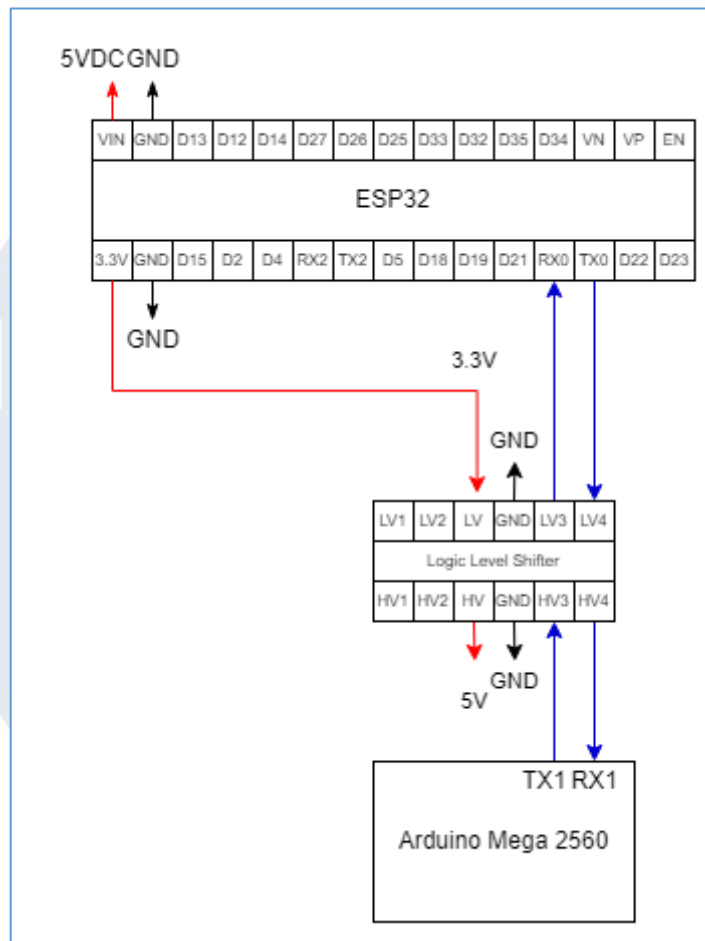 5VDC GND
VIN GND D13 D12 D14 D27 D26 D25 D33 D32 D35 D34 VN VP EN
ESP32
3.3V GND D15 D2 D4 RX2 TX2 D5 D18 D19 D21 RX0 TX0 D22 D23
GND
3.3V
GND
LV1 LV2 LV GND LV3 LV4
Logic Level Shifter
HV1 HV2 HV GND HV3 HV4
GND
5V
TX1 RX1
Arduino Mega 2560